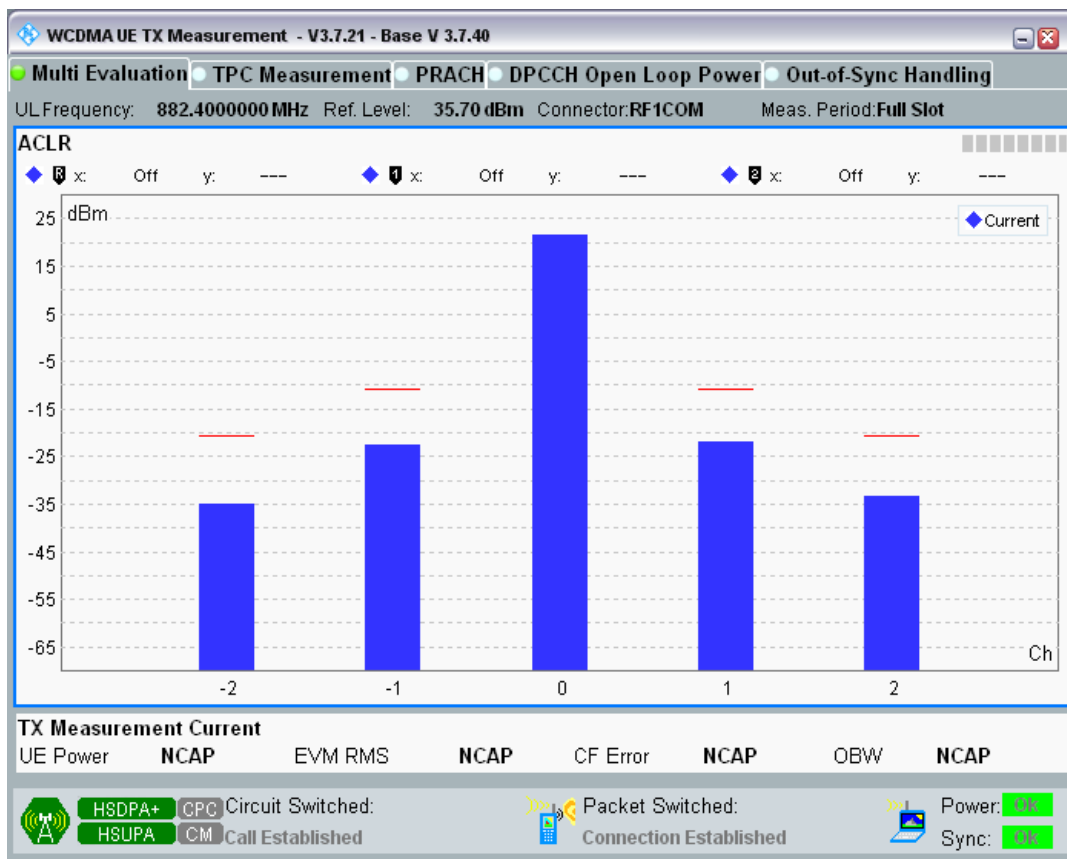 WCDMA UE TX Measurement - V3.7.21 - Base V 3.7.40
Multi Evaluation TPC Measurement PRACH DPCCH Open Loop Power Out-of-Sync Handling
UL Frequency: 882.4000000 MHz Ref. Level: 35.70 dBm Connector:RF1COM Meas. Period:Full Slot
ACLR
R x: Off y: --- 1 x: Off y: --- 2 x: Off y: ---
dBm
Current
25
15
5
-5
-15
-25
-35
-45
-55
-65
Ch
-2 -1 0 1 2
TX Measurement Current
UE Power NCAP EVM RMS NCAP CF Error NCAP OBW NCAP
HSDPA+ CPC Circuit Switched: Packet Switched: Power: OK
HSUPA CM Call Established Connection Established Sync: OK